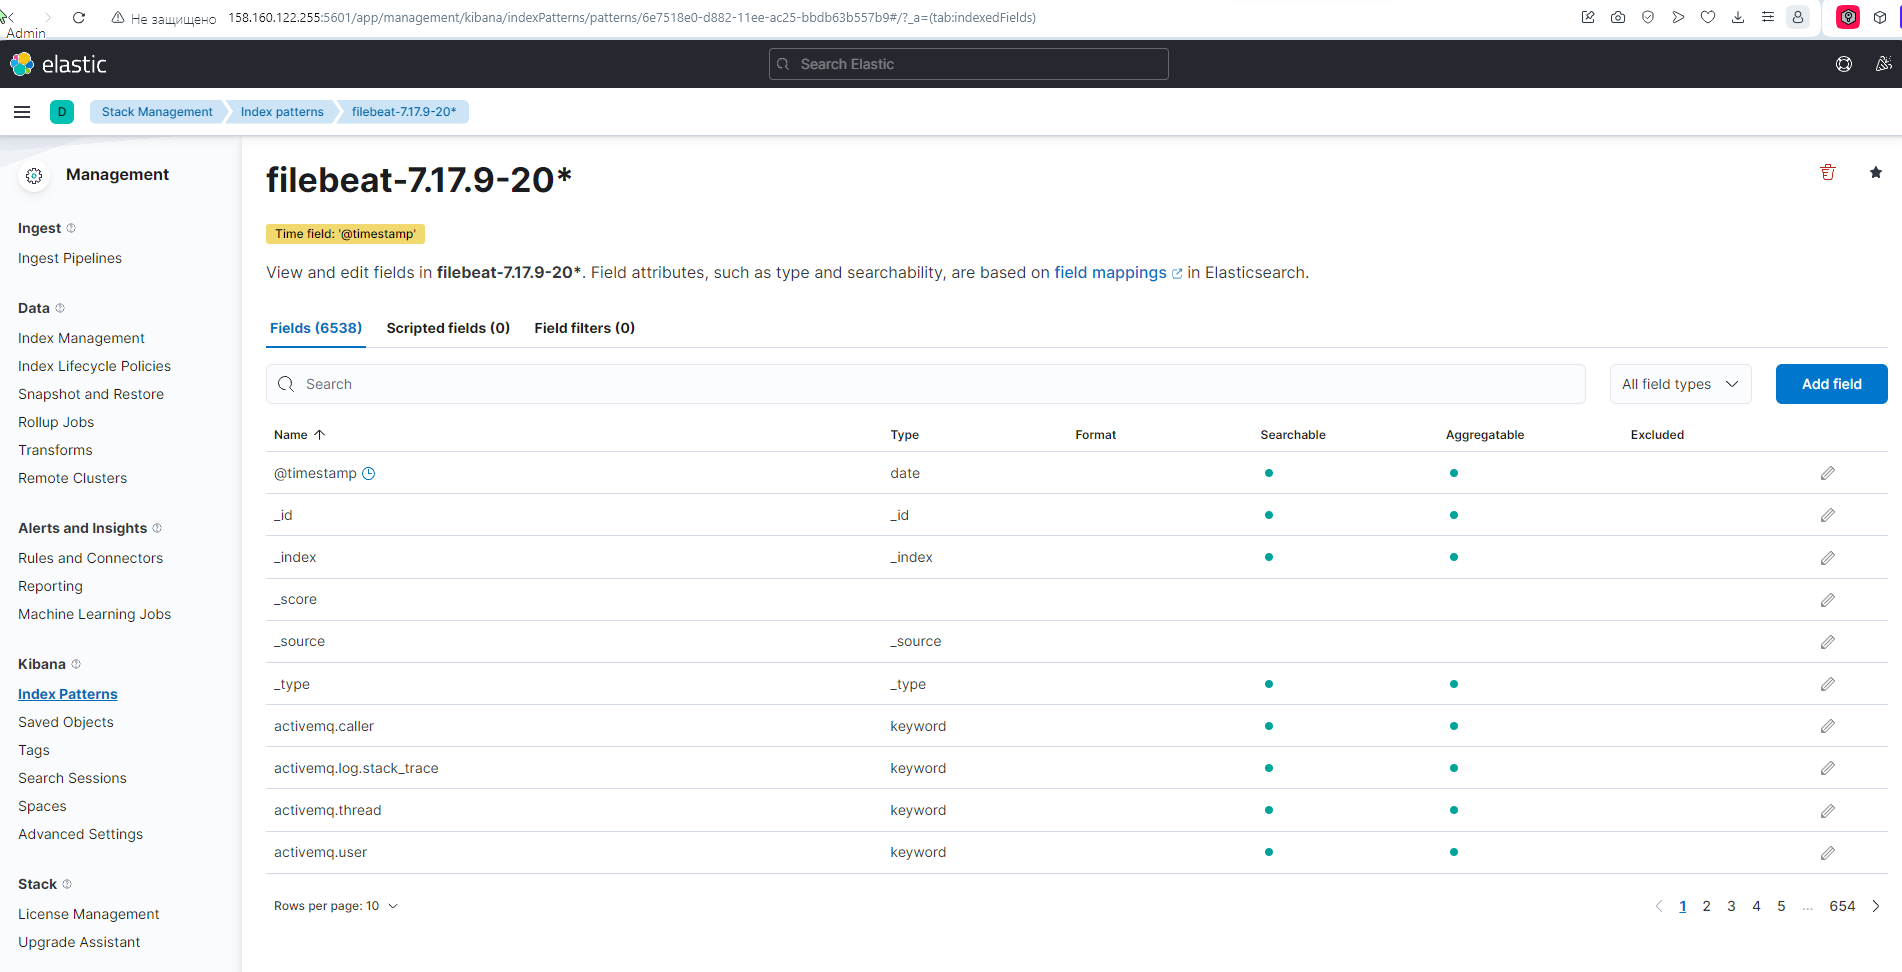 Не защищено 158.160.122.255:5601/app/management/kibana/indexPatterns/patterns/6e7518e0-d882-11ee-ac25-bbdb63b557b9#/?_a=(tab:indexedFields)
Admin
elastic
Search Elastic
D
Stack Management
Index patterns
filebeat-7.17.9-20*
Management
Ingest
Ingest Pipelines
Data
Index Management
Index Lifecycle Policies
Snapshot and Restore
Rollup Jobs
Transforms
Remote Clusters
Alerts and Insights
Rules and Connectors
Reporting
Machine Learning Jobs
Kibana
Index Patterns
Saved Objects
Tags
Search Sessions
Spaces
Advanced Settings
Stack
License Management
Upgrade Assistant
filebeat-7.17.9-20*
Time field: '@timestamp'
View and edit fields in filebeat-7.17.9-20*. Field attributes, such as type and searchability, are based on field mappings in Elasticsearch.
Fields (6538) Scripted fields (0) Field filters (0)
Search
All field types
Add field
Name Type Format Searchable Aggregatable Excluded
@timestamp date
_id _id
_index _index
_score
_source _source
_type _type
activemq.caller keyword
activemq.log.stack_trace keyword
activemq.thread keyword
activemq.user keyword
Rows per page: 10
1 2 3 4 5 ... 654